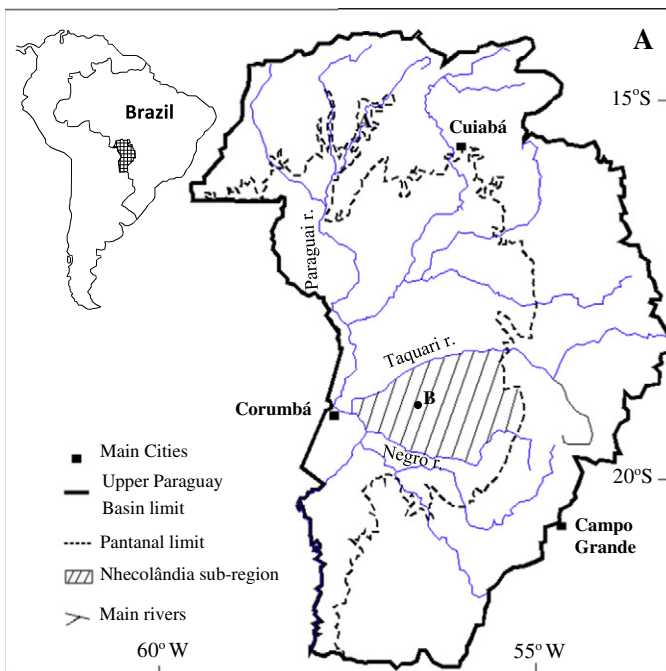 A
Brazil
15°S
Cuiabá
Paraguai r.
Taquari r.
B
Corumbá
Negro r.
20°S
Main Cities
Upper Paraguay
Basin limit
Pantanal limit
Nhecolândia sub-region
Main rivers
Campo
Grande
60° W
55° W